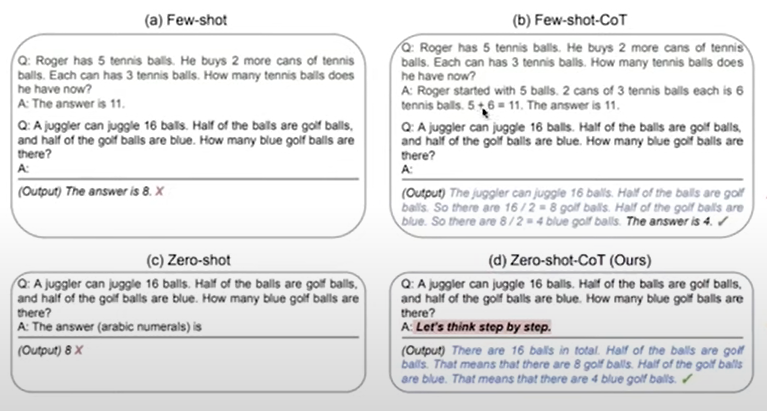 (a) Few-shot
Q: Roger has 5 tennis balls. He buys 2 more cans of tennis
balls. Each can has 3 tennis balls. How many tennis balls does
he have now?
A: The answer is 11.
Q: A juggler can juggle 16 balls. Half of the balls are golf balls,
and half of the golf balls are blue. How many blue golf balls are
there?
A:
(Output) The answer is 8. X
(b) Few-shot-CoT
Q: Roger has 5 tennis balls. He buys 2 more cans of tennis
balls. Each can has 3 tennis balls. How many tennis balls does
he have now?
A: Roger started with 5 balls. 2 cans of 3 tennis balls each is 6
tennis balls. 5 + 6 = 11. The answer is 11.
Q: A juggler can juggle 16 balls. Half of the balls are golf balls,
and half of the golf balls are blue. How many blue golf balls are
there?
A:
(Output) The juggler can juggle 16 balls. Half of the balls are golf
balls. So there are 16 / 2 = 8 golf balls. Half of the golf balls are
blue. So there are 8 / 2 = 4 blue golf balls. The answer is 4. ✓
(c) Zero-shot
Q: A juggler can juggle 16 balls. Half of the balls are golf balls,
and half of the golf balls are blue. How many blue golf balls are
there?
A: The answer (arabic numerals) is
(Output) 8 X
(d) Zero-shot-CoT (Ours)
Q: A juggler can juggle 16 balls. Half of the balls are golf balls,
and half of the golf balls are blue. How many blue golf balls are
there?
A: Let's think step by step.
(Output) There are 16 balls in total. Half of the balls are golf
balls. That means that there are 8 golf balls. Half of the golf balls
are blue. That means that there are 4 blue golf balls. ✓